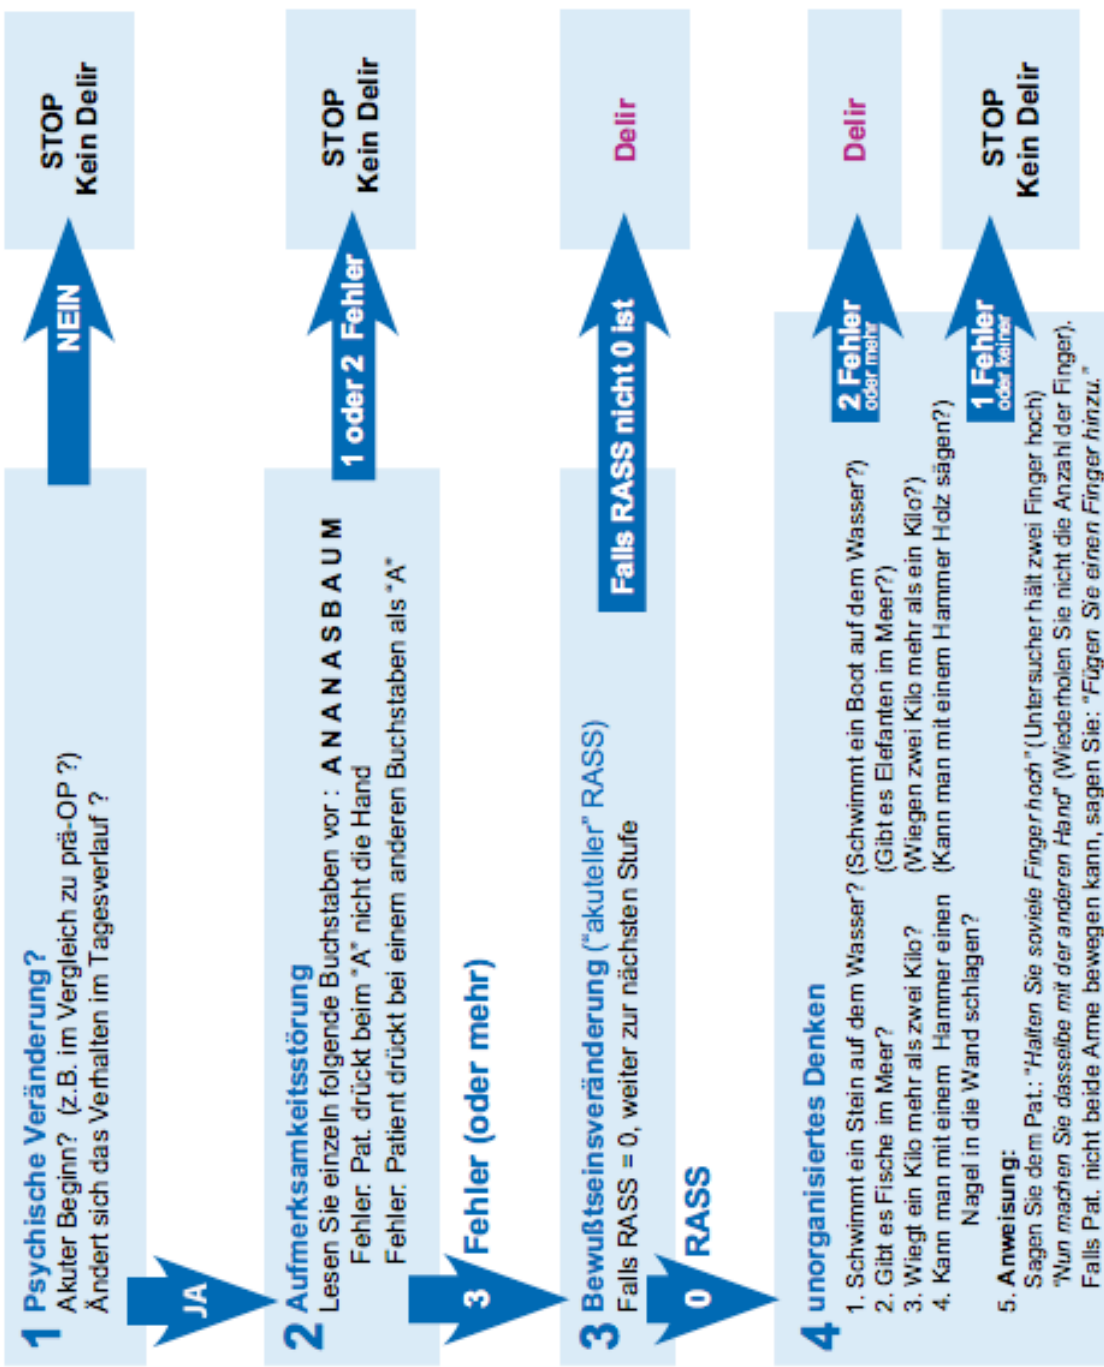 1 Psychische Veränderung?
Akuter Beginn? (z.B. im Vergleich zu prä-OP ?)
Ändert sich das Verhalten im Tagesverlauf ?
NEIN
STOP
Kein Delir
JA
2 Aufmerksamkeitsstörung
Lesen Sie einzeln folgende Buchstaben vor : A N A N A S B A U M
Fehler: Pat. drückt beim "A" nicht die Hand
Fehler: Patient drückt bei einem anderen Buchstaben als "A"
1 oder 2 Fehler
STOP
Kein Delir
3 Fehler (oder mehr)
3 Bewußtseinsveränderung ("akuteller" RASS)
Falls RASS = 0, weiter zur nächsten Stufe
Falls RASS nicht 0 ist
Delir
0 RASS
4 unorganisiertes Denken
1. Schwimmt ein Stein auf dem Wasser? (Schwimmt ein Boot auf dem Wasser?)
2. Gibt es Fische im Meer? (Gibt es Elefanten im Meer?)
3. Wiegt ein Kilo mehr als zwei Kilo? (Wiegen zwei Kilo mehr als ein Kilo?)
4. Kann man mit einem Hammer einen (Kann man mit einem Hammer Holz sägen?)
Nagel in die Wand schlagen?
2 Fehler
oder mehr
Delir
5. Anweisung:
Sagen Sie dem Pat.: "Halten Sie soviele Finger hoch" (Untersucher hält zwei Finger hoch)
"Nun machen Sie dasselbe mit der anderen Hand" (Wiederholen Sie nicht die Anzahl der Finger).
Falls Pat. nicht beide Arme bewegen kann, sagen Sie: "Fügen Sie einen Finger hinzu."
1 Fehler
oder keiner
STOP
Kein Delir